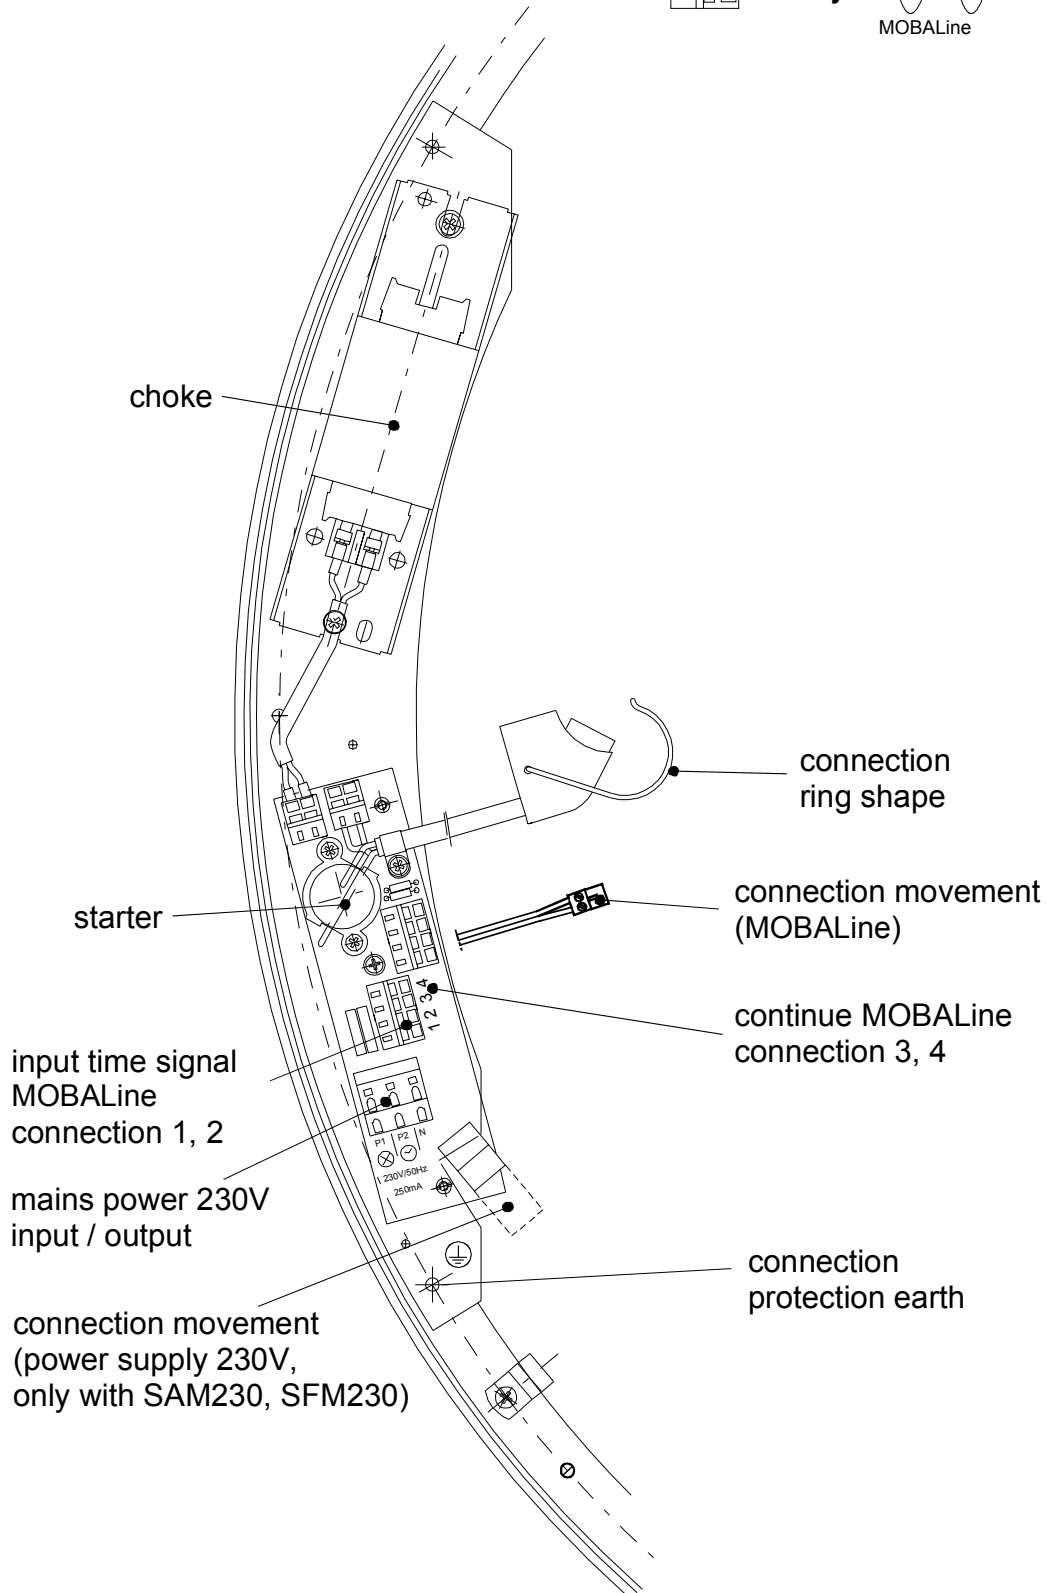 MOBALine
choke
connection
ring shape
connection movement
(MOBALine)
starter
1 2 3 4
continue MOBALine
connection 3, 4
input time signal
MOBALine
connection 1, 2
P1 P2 N
230V/50Hz
250mA
mains power 230V
input / output
connection
protection earth
connection movement
(power supply 230V,
only with SAM230, SFM230)